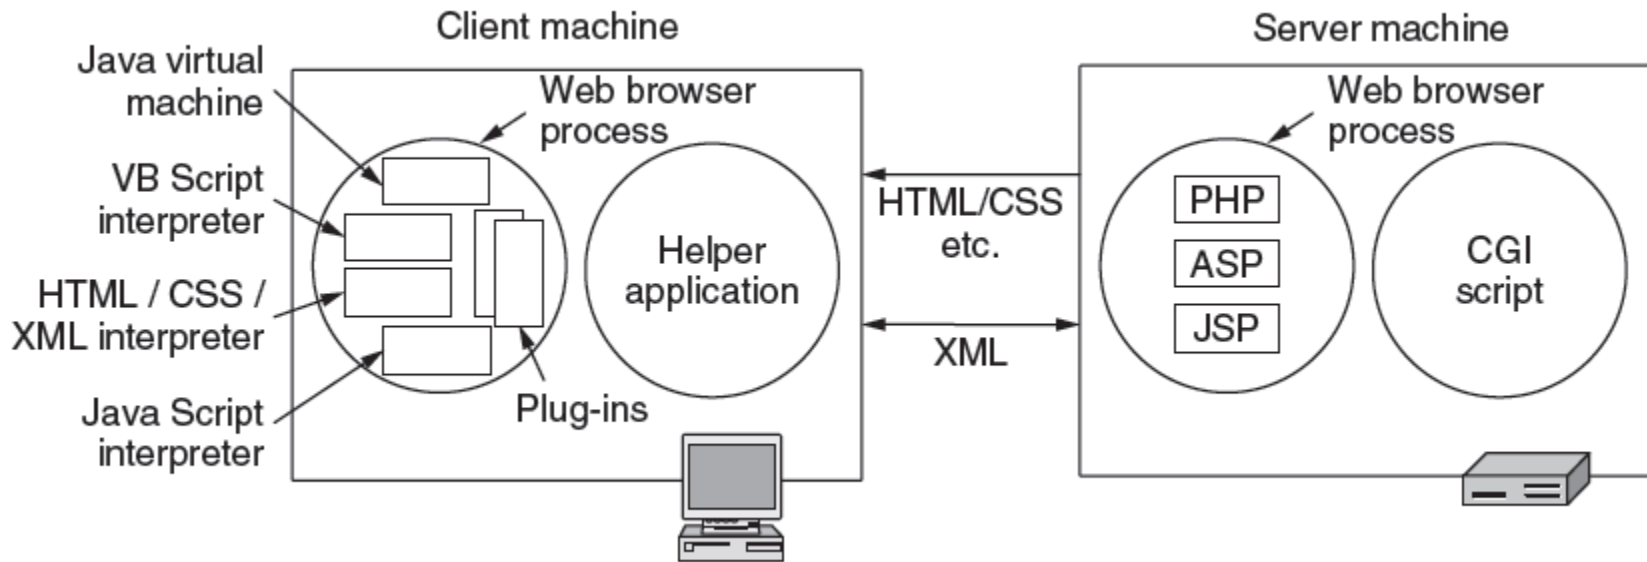 Client machine
Server machine
Java virtual
machine
Web browser
process
Web browser
process
VB Script
interpreter
HTML / CSS /
XML interpreter
Java Script
interpreter
Plug-ins
Helper
application
HTML/CSS
etc.
XML
PHP
ASP
JSP
CGI
script